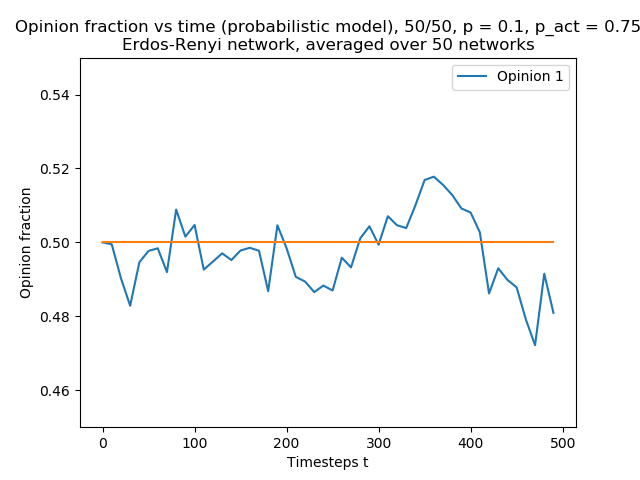 Opinion fraction vs time (probabilistic model), 50/50, p = 0.1, p_act = 0.75
Erdos-Renyi network, averaged over 50 networks
Opinion 1
0.54
0.52
0.50
0.48
0.46
Opinion fraction
0
100
200
300
400
500
Timesteps t